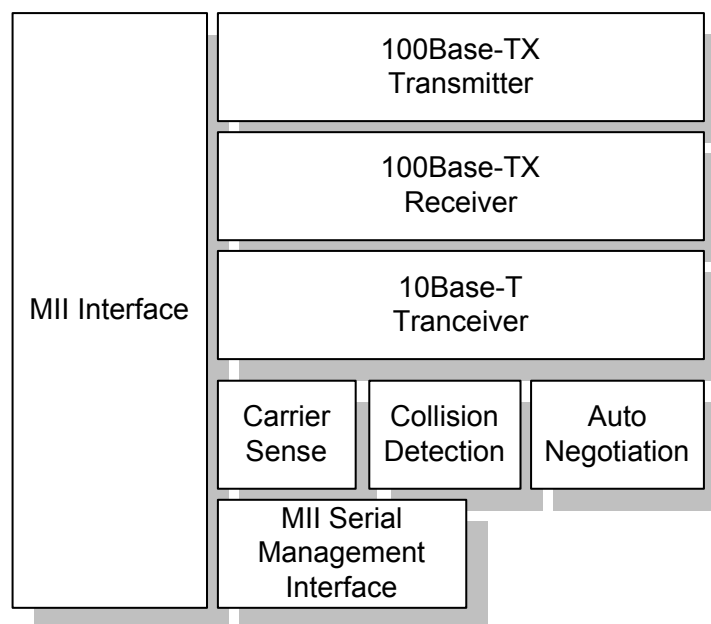 MII Interface
100Base-TX
Transmitter
100Base-TX
Receiver
10Base-T
Tranceiver
Carrier
Sense
Collision
Detection
Auto
Negotiation
MII Serial
Management
Interface